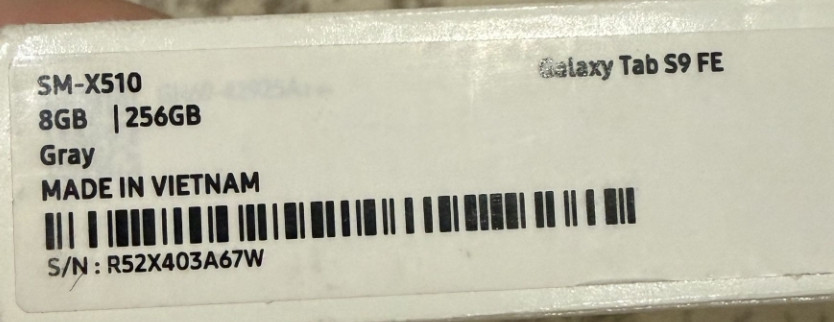 SM-X510
Galaxy Tab S9 FE
8GB | 256GB
Gray
MADE IN VIETNAM
S/N : R52X403A67W